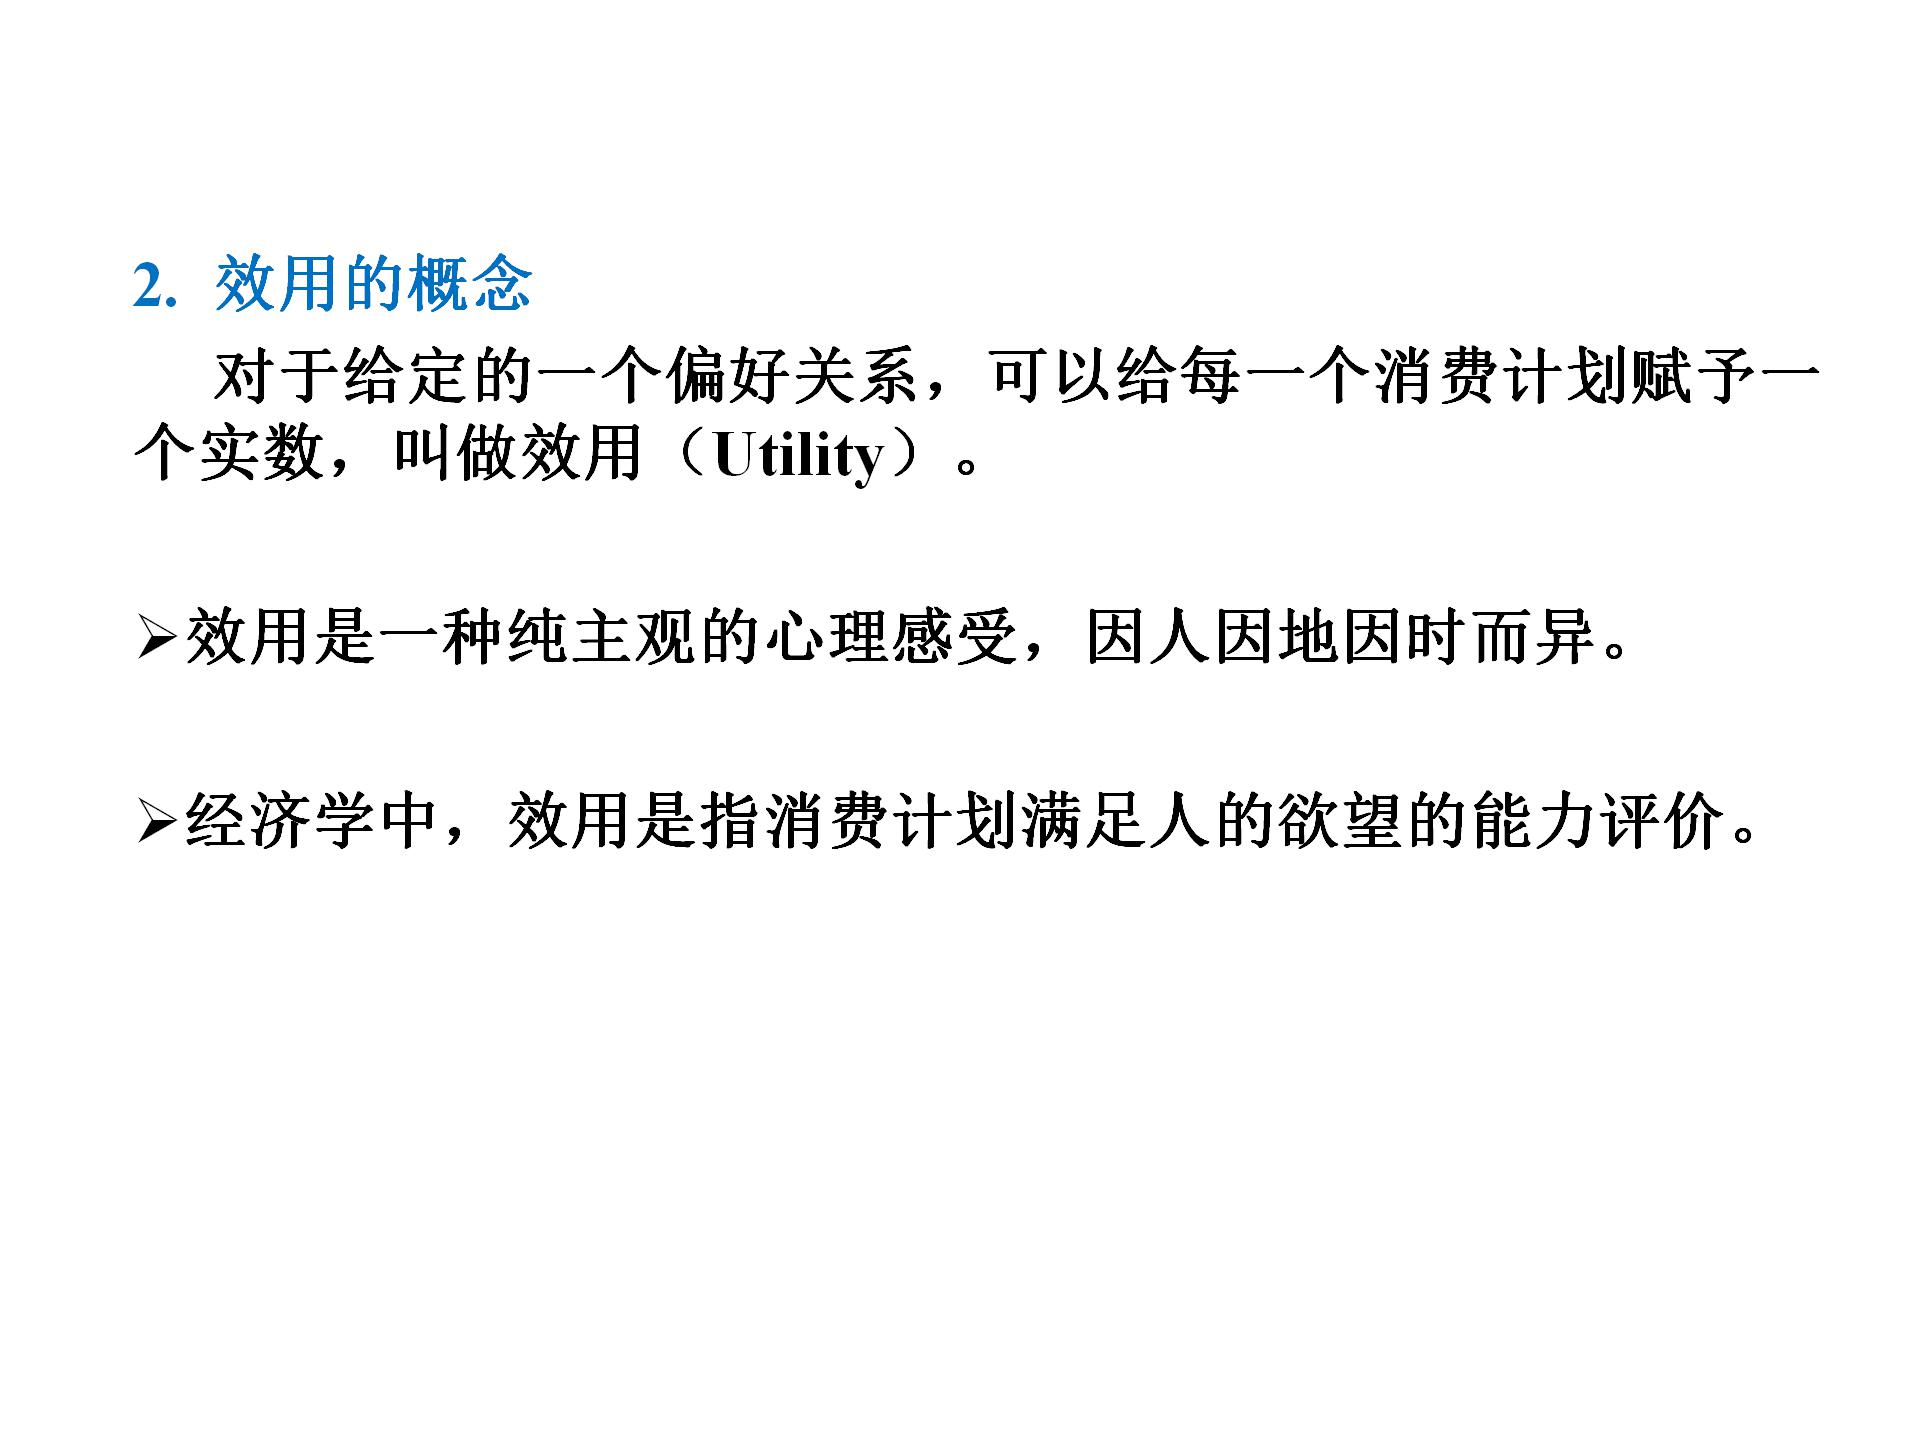 2. 效用的概念
对于给定的一个偏好关系，可以给每一个消费计划赋予一
个实数，叫做效用（Utility）。
➢效用是一种纯主观的心理感受，因人因地因时而异。
➢经济学中，效用是指消费计划满足人的欲望的能力评价。